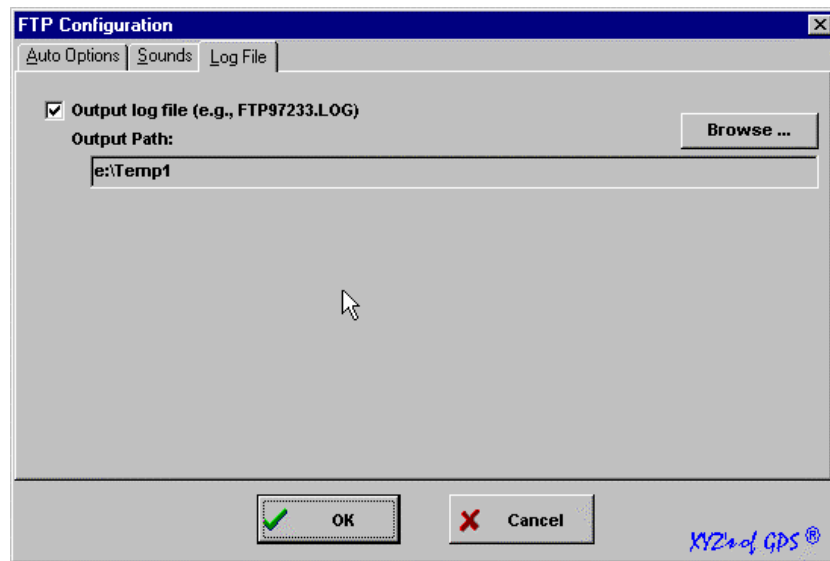 FTP Configuration
Auto Options
Sounds
Log File
Output log file (e.g., FTP97233.LOG)
Browse ...
Output Path:
e:\Temp1
OK
Cancel
XYZ's of GPS ®